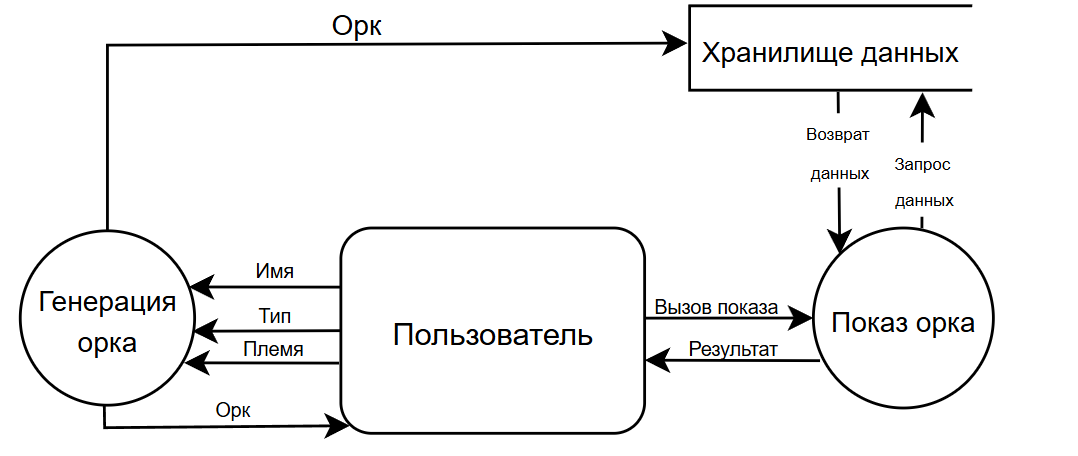 Орк
Хранилище данных
Возврат
данных
Запрос
данных
Имя
Тип
Племя
Орк
Генерация
орка
Пользователь
Вызов показа
Результат
Показ орка